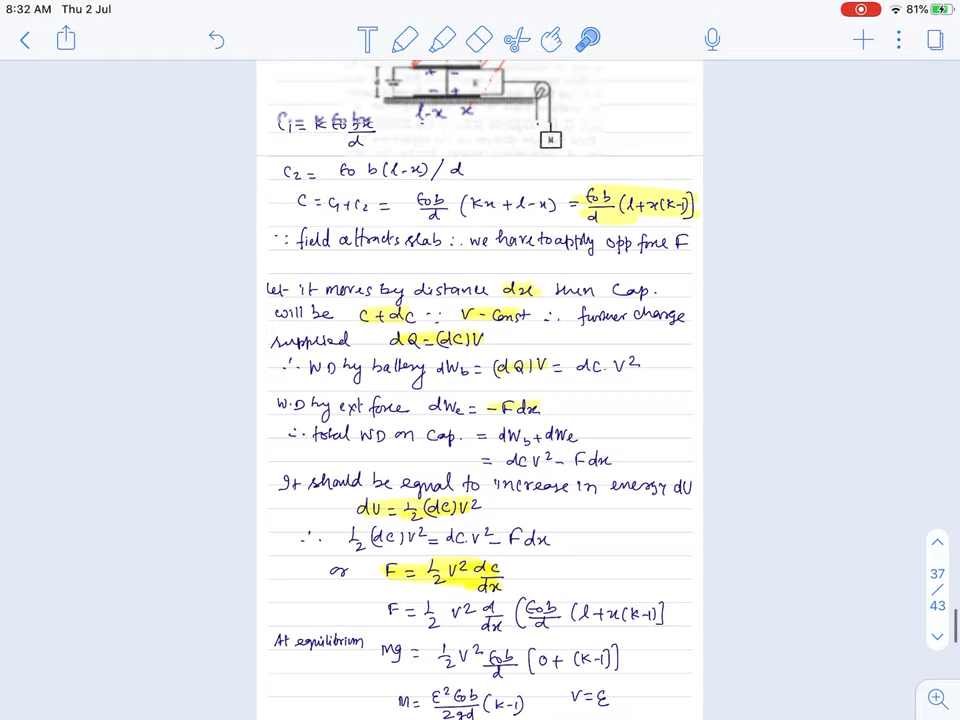 8:32 AM Thu 2 Jul
81%
+ -
K
- +
l-x x
M
C1 = K ε0 bx/d
C2 = ε0 b(l-x)/d
C = C1+C2 = ε0b/d (Kx + l-x) = ε0b/d (l+x(K-1)]
∵ field attracts slab ∴ we have to apply opp force F
Let it moves by distance dx then Cap.
will be C+dC ∵ V-Const ∴ further charge
supplied dQ = (dC)V
∴ WD by battery dWb = (dQ)V = dC.V²
W.D by ext force dWe = -Fdx
∴ total WD on Cap. = dWb + dWe
= dCV² - Fdx
It should be equal to increase in energy dU
dU = 1/2 (dC)V²
∴ 1/2 (dC)V² = dC.V² - Fdx
or F = 1/2 V² dC/dx
F = 1/2 V² d/dx (ε0b/d (l+x(K-1)]
At equilibrium Mg = 1/2 V² ε0b/d [0+(K-1)]
M = ε² ε0 b/2gd (K-1) V=ε
37
/
43